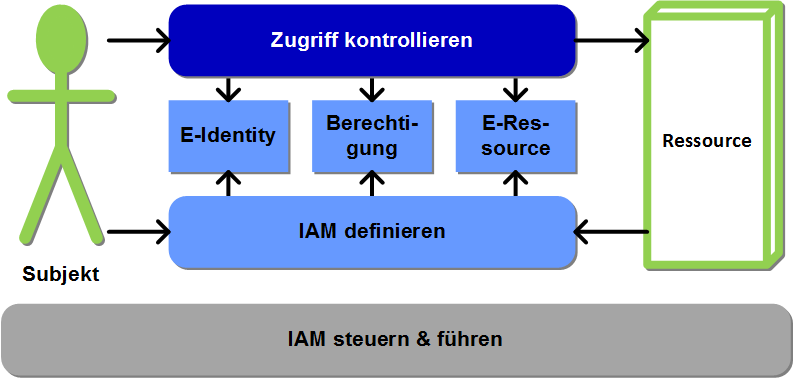 Zugriff kontrollieren
E-Identity
Berechti-
gung
E-Res-
source
Ressource
IAM definieren
Subjekt
IAM steuern & führen